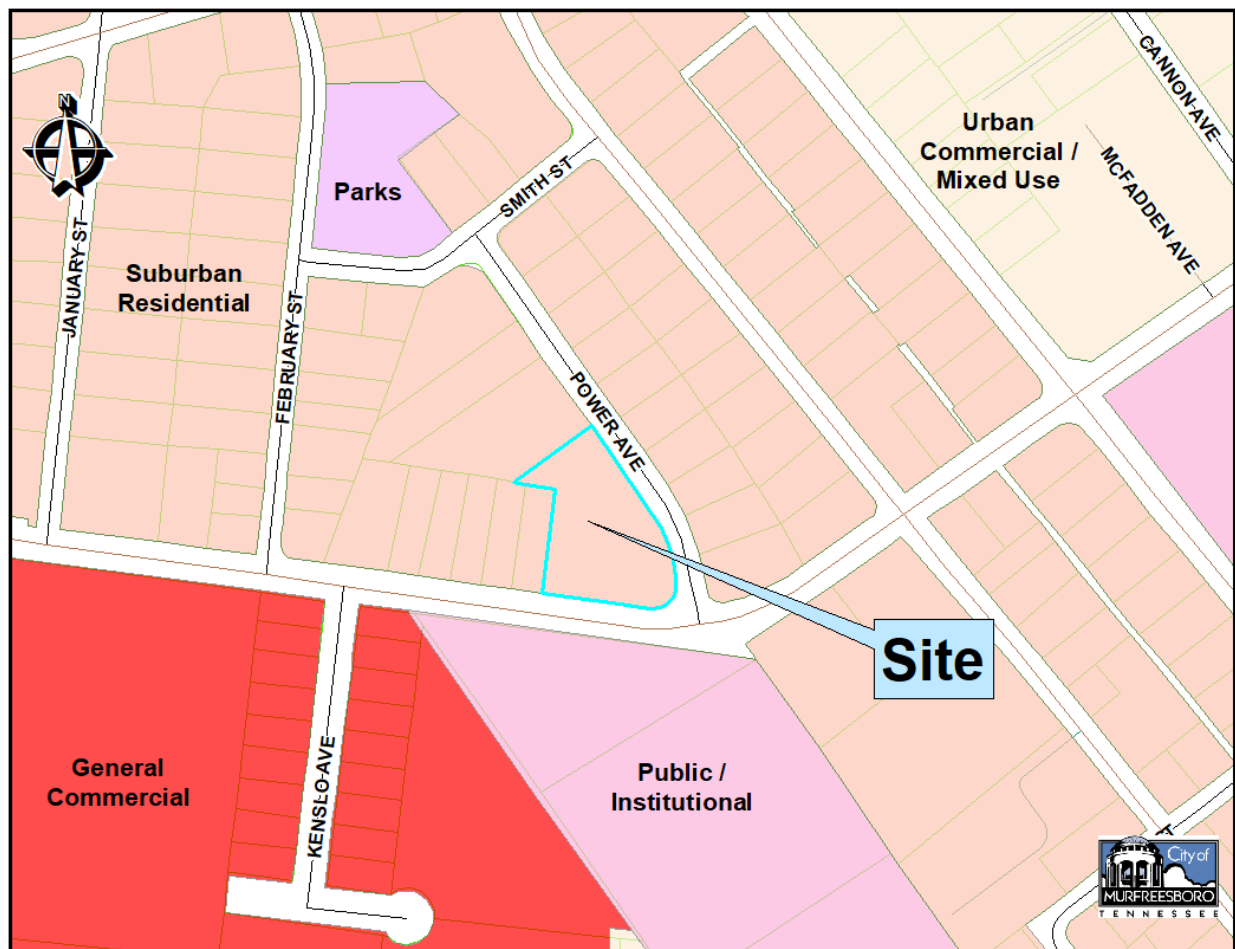 N
CANNON AVE
Urban
Commercial /
Mixed Use
MCFADDEN AVE
Parks
SMITH ST
JANUARY ST
Suburban
Residential
FEBRUARY ST
POWER AVE
Site
General
Commercial
KENSLO AVE
Public /
Institutional
City of
MURFREESBORO
TENNESSEE